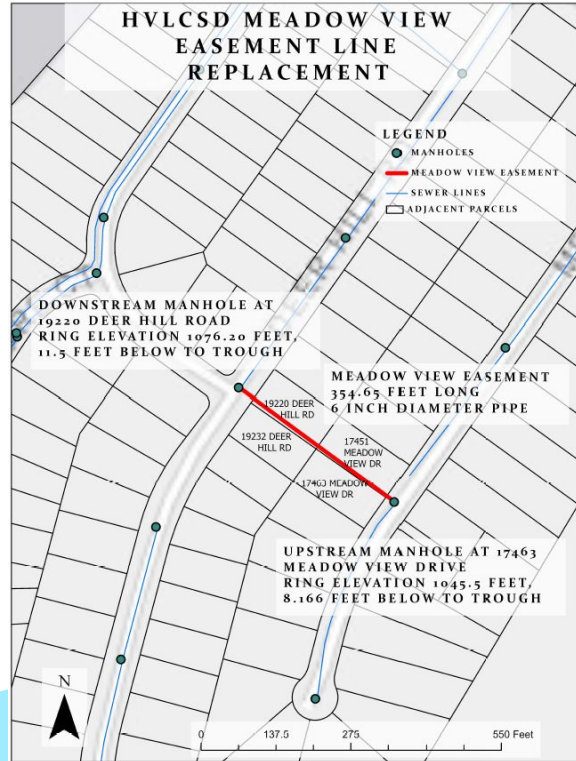 HVLCSD MEADOW VIEW
EASEMENT LINE
REPLACEMENT
LEGEND
MANHOLES
MEADOW VIEW EASEMENT
SEWER LINES
ADJACENT PARCELS
DOWNSTREAM MANHOLE AT
19220 DEER HILL ROAD
RING ELEVATION 1076.20 FEET,
11.5 FEET BELOW TO TROUGH
MEADOW VIEW EASEMENT
354.65 FEET LONG
6 INCH DIAMETER PIPE
19220 DEER
HILL RD
19232 DEER
HILL RD
17451
MEADOW
VIEW DR
17463 MEADOW
VIEW DR
UPSTREAM MANHOLE AT 17463
MEADOW VIEW DRIVE
RING ELEVATION 1045.5 FEET,
8.166 FEET BELOW TO TROUGH
N
0 137.5 275 550 Feet